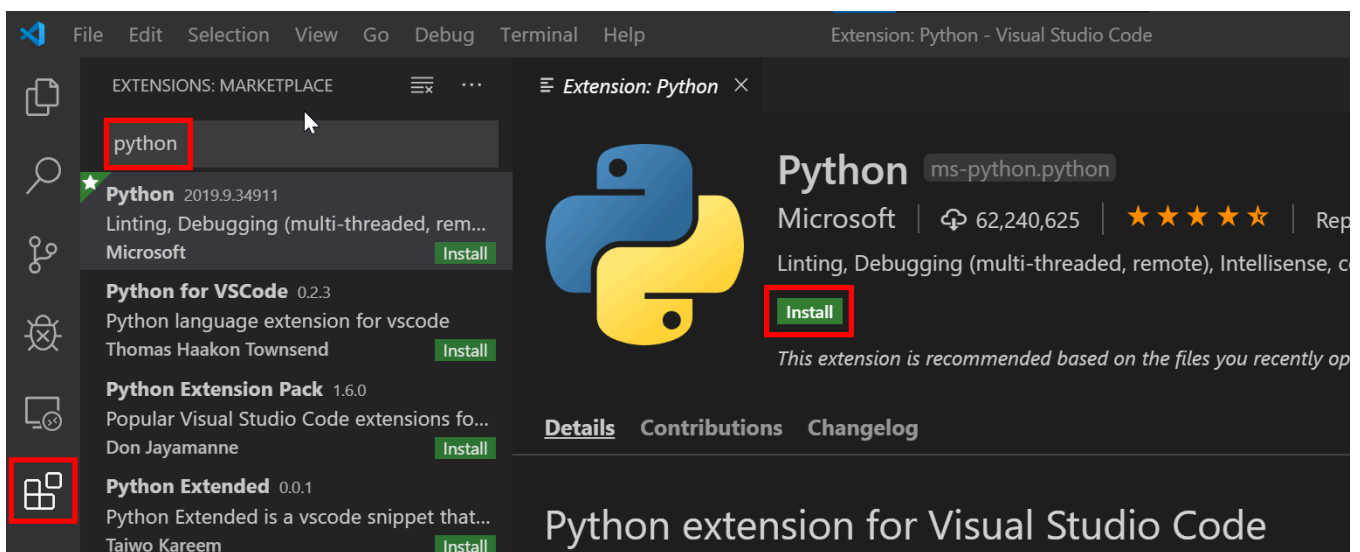 File Edit Selection View Go Debug Terminal Help Extension: Python - Visual Studio Code
EXTENSIONS: MARKETPLACE
python
Python 2019.9.34911
Linting, Debugging (multi-threaded, rem...
Microsoft Install
Python for VSCode 0.2.3
Python language extension for vscode
Thomas Haakon Townsend Install
Python Extension Pack 1.6.0
Popular Visual Studio Code extensions fo...
Don Jayamanne Install
Python Extended 0.0.1
Python Extended is a vscode snippet that...
Taiwo Kareem Install
Extension: Python
Python ms-python.python
Microsoft 62,240,625 Rep
Linting, Debugging (multi-threaded, remote), Intellisense, c
Install
This extension is recommended based on the files you recently op
Details Contributions Changelog
Python extension for Visual Studio Code